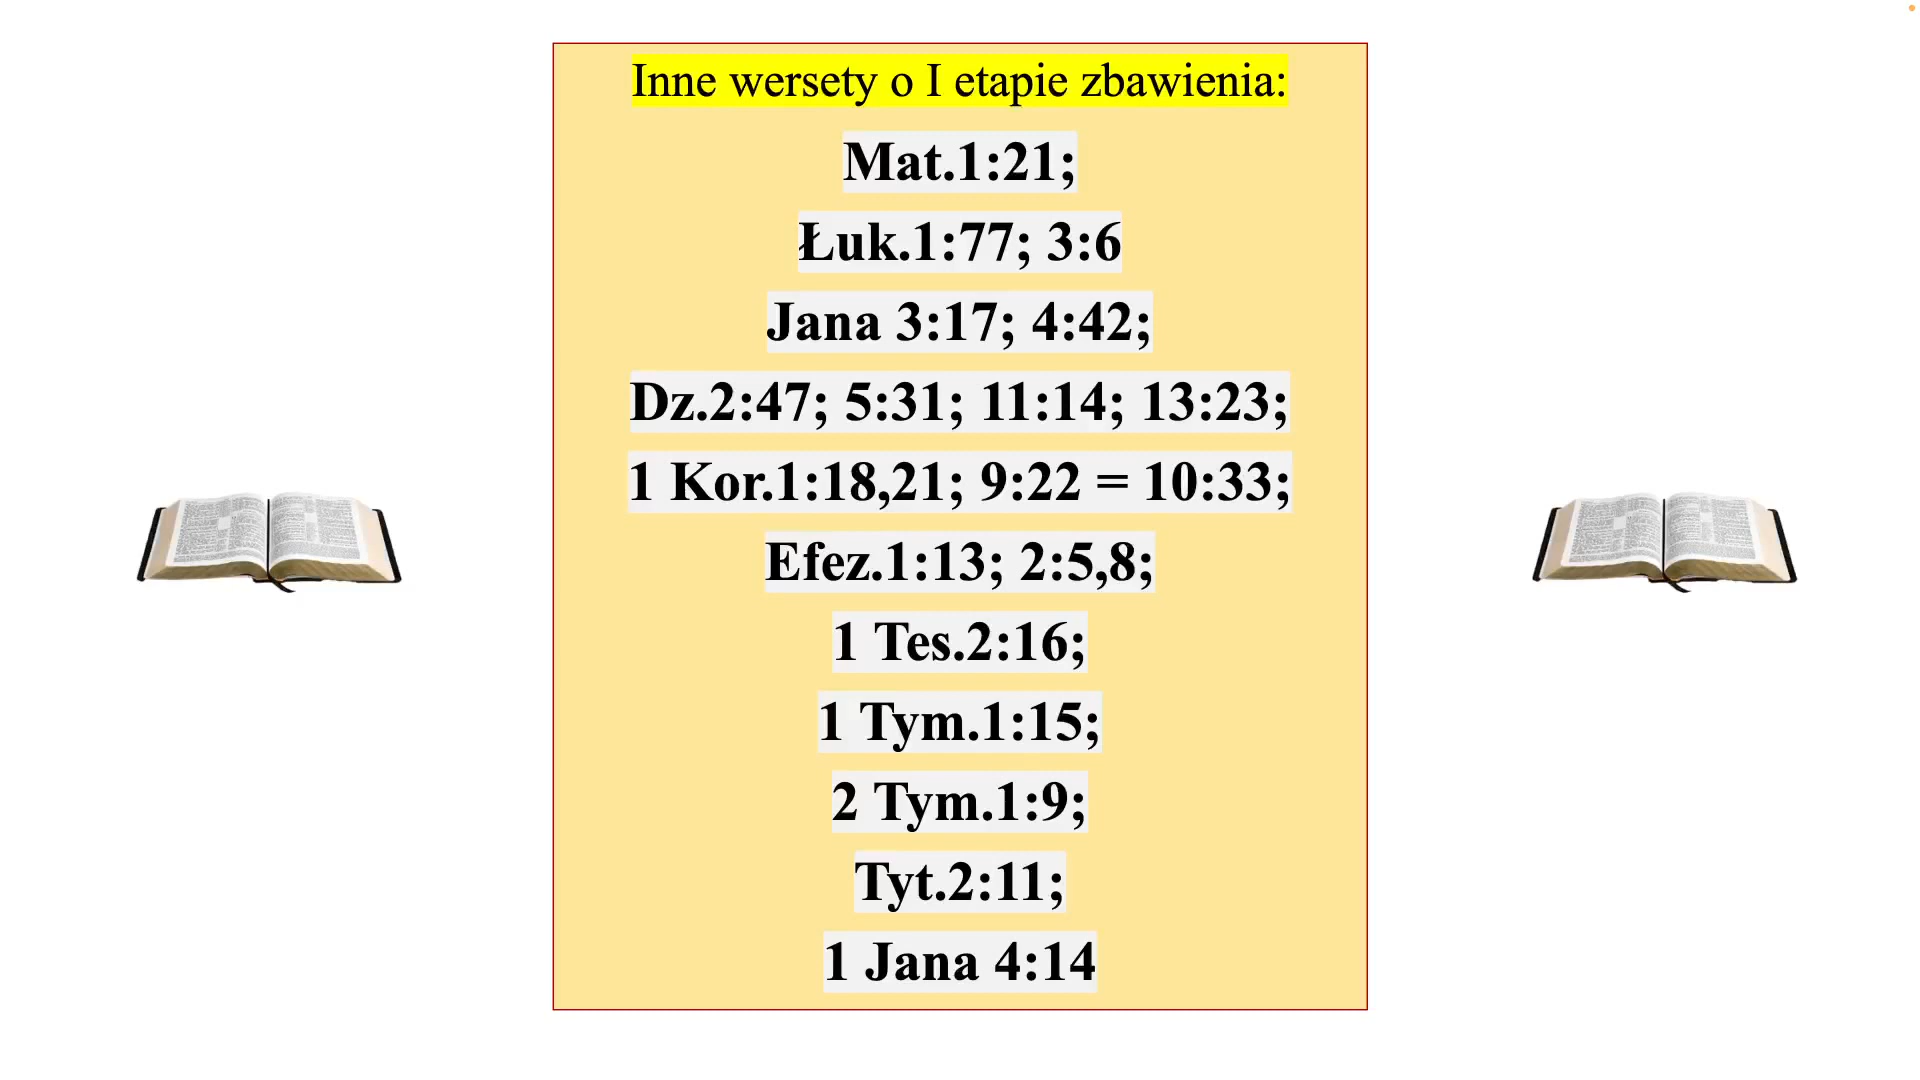 Inne wersety o I etapie zbawienia:
Mat.1:21;
Łuk.1:77; 3:6
Jana 3:17; 4:42;
Dz.2:47; 5:31; 11:14; 13:23;
1 Kor.1:18,21; 9:22 = 10:33;
Efez.1:13; 2:5,8;
1 Tes.2:16;
1 Tym.1:15;
2 Tym.1:9;
Tyt.2:11;
1 Jana 4:14